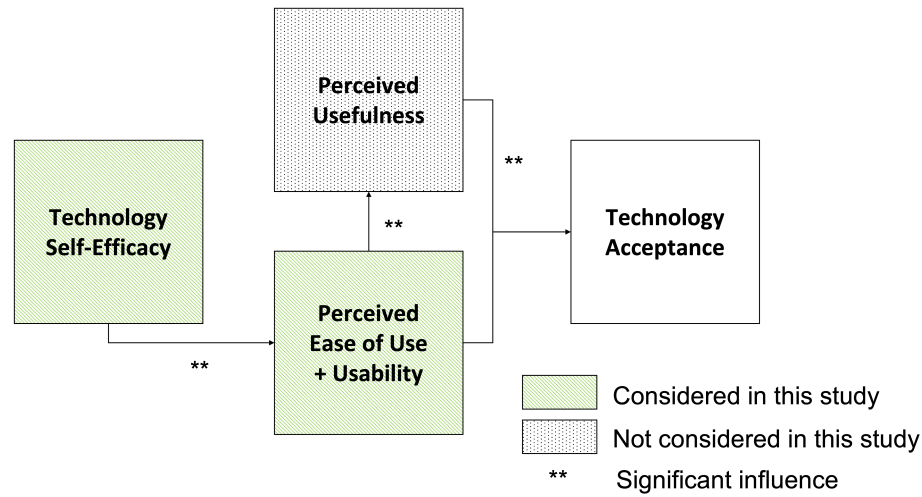 Perceived
Usefulness
**
Technology
Self-Efficacy
Technology
Acceptance
**
Perceived
Ease of Use
+ Usability
**
Considered in this study
Not considered in this study
** Significant influence